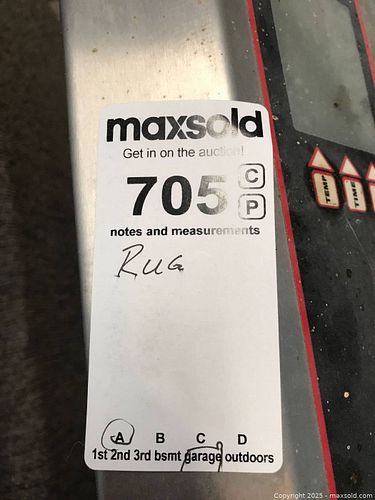 maxsold
Get in on the auction!
705 C
P
notes and measurements
Rug
A B C D
1st 2nd 3rd bsmt garage outdoors
TEMP TIME
Copyright 2025 - maxsold.com